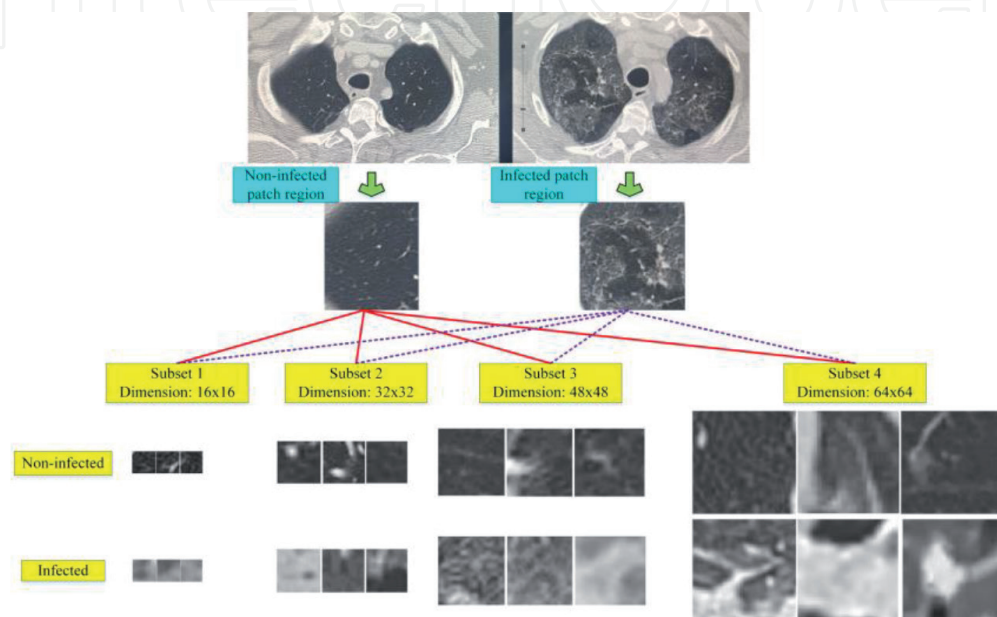 Non-infected
patch region
Infected patch
region
Subset 1
Dimension: 16x16
Subset 2
Dimension: 32x32
Subset 3
Dimension: 48x48
Subset 4
Dimension: 64x64
Non-infected
Infected